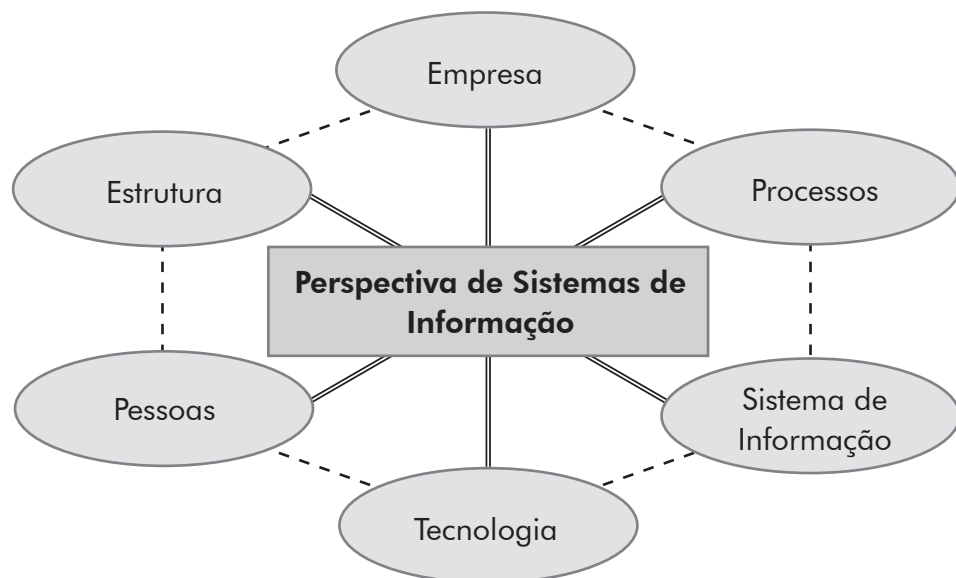 Empresa
Estrutura
Processos
Perspectiva de Sistemas de
Informação
Pessoas
Sistema de
Informação
Tecnologia